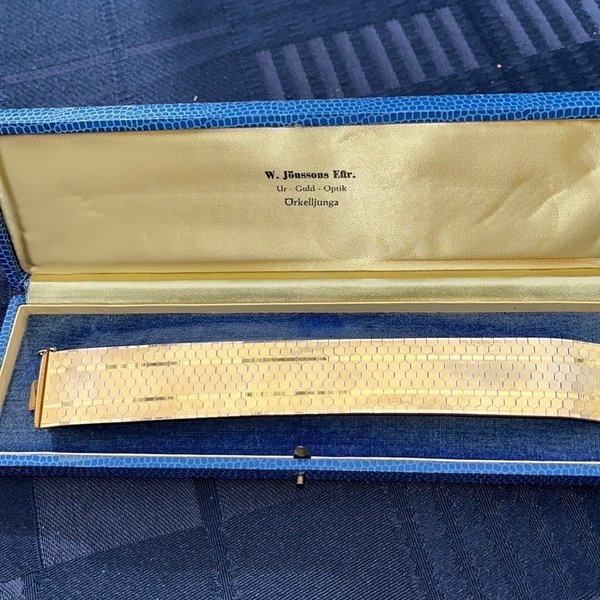 W. Jönssons Eftr.
Ur - Guld - Optik
Örkelljunga